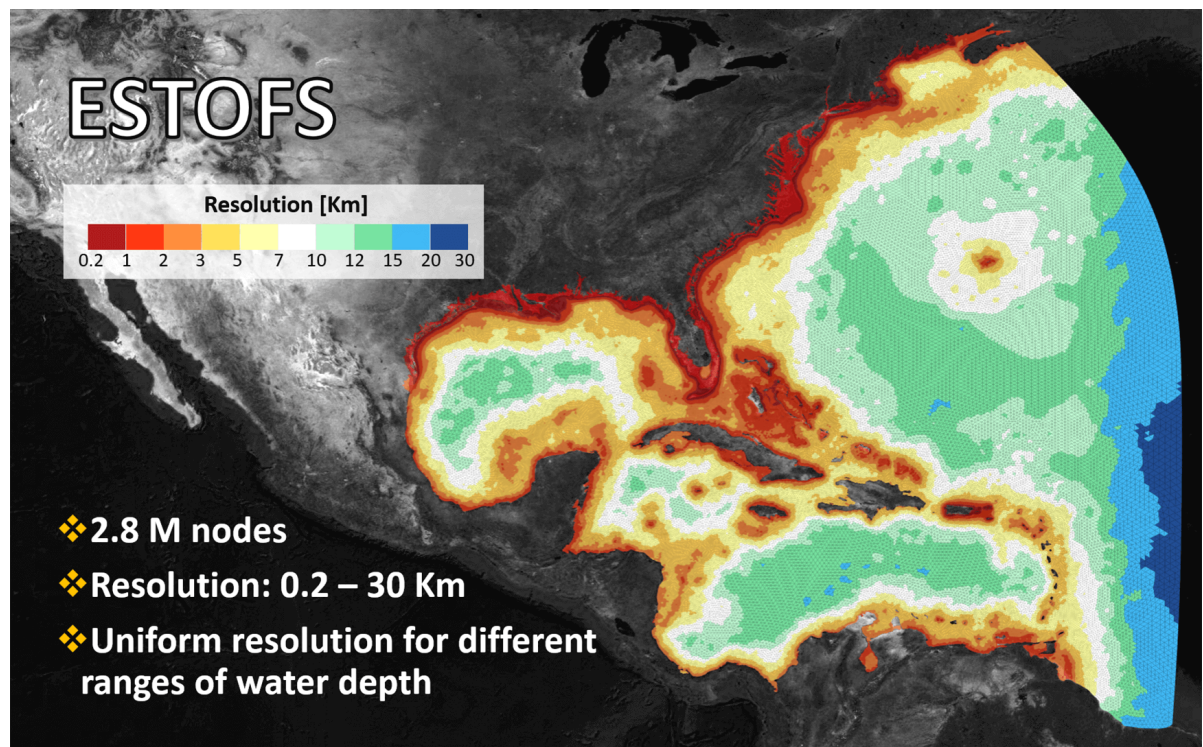 ESTOFS
Resolution [Km]
0.2 1 2 3 5 7 10 12 15 20 30
❖2.8 M nodes
❖Resolution: 0.2 – 30 Km
❖Uniform resolution for different
ranges of water depth